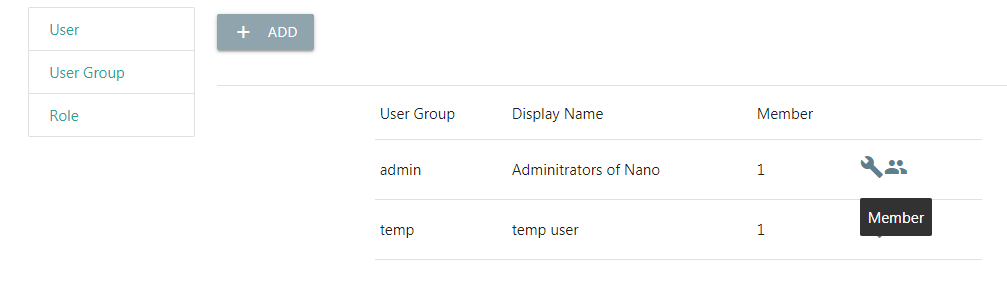 User
User Group
Role
+ ADD
User Group Display Name Member
admin Adminitrators of Nano 1
Member
temp temp user 1